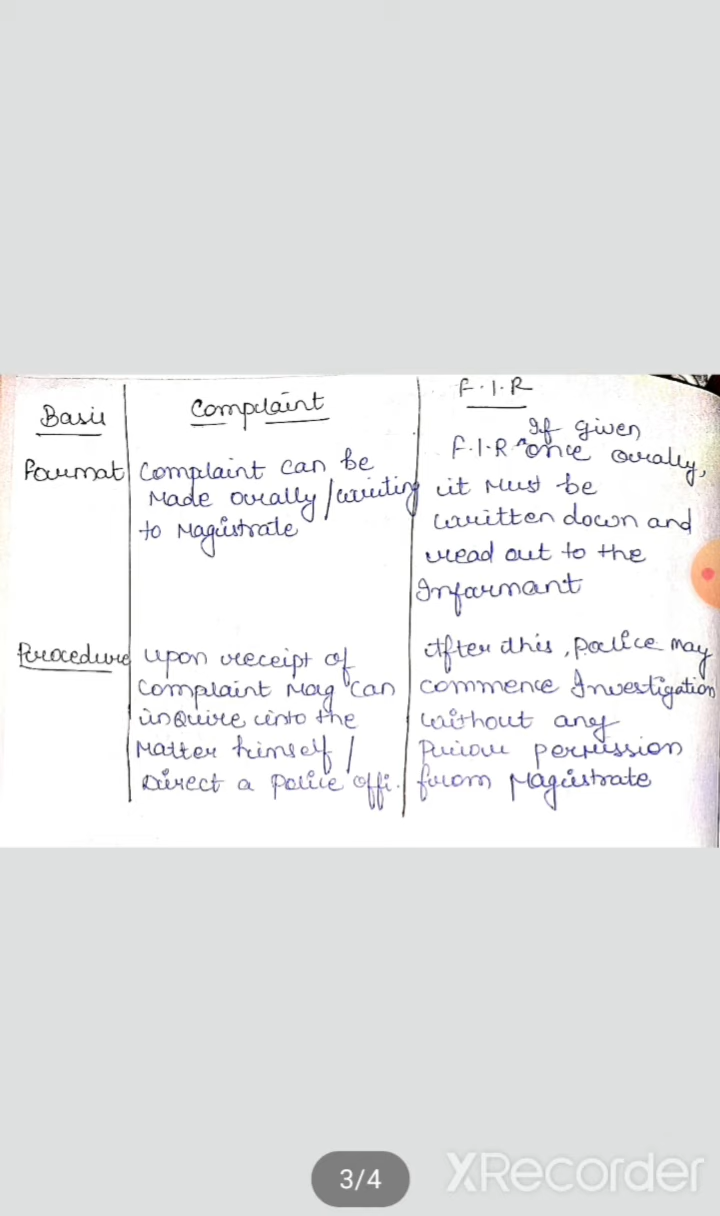 Basis
Complaint
F.I.R
Format
Complaint can be
Made orally/writing
to Magistrate
If given
F.I.R ^once orally,
it Must be
written down and
read out to the
Informant
Procedure
upon receipt of
complaint Mag can
inquire into the
Matter himself/
Direct a police offi.
After this, police may
commence Investigation
without any
Prior permission
from Magistrate
3/4
XRecorder